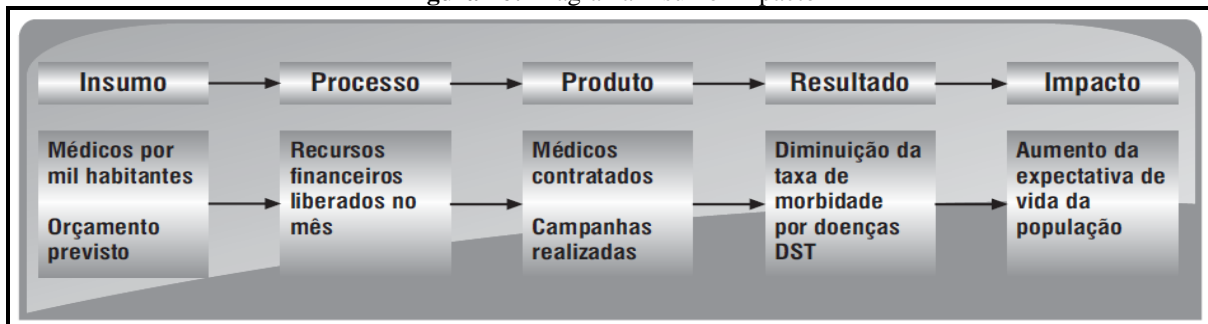 Insumo
Processo
Produto
Resultado
Impacto
Médicos por
mil habitantes
Orçamento
previsto
Recursos
financeiros
liberados no
mês
Médicos
contratados
Campanhas
realizadas
Diminuição da
taxa de
morbidade
por doenças
DST
Aumento da
expectativa de
vida da
população